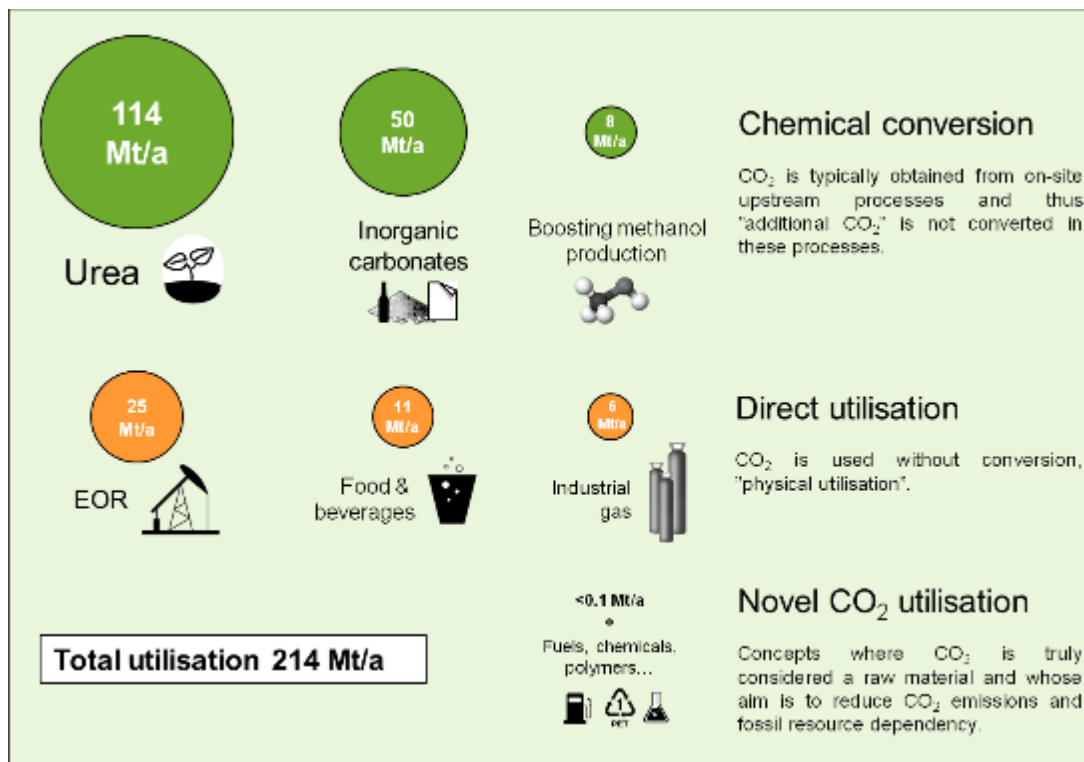 114
Mt/a
50
Mt/a
8
Mt/a
Chemical conversion
CO₂ is typically obtained from on-site
upstream processes and thus
"additional CO₂" is not converted in
these processes.
Urea
Inorganic
carbonates
Boosting methanol
production
25
Mt/a
11
Mt/a
6
Mt/a
Direct utilisation
CO₂ is used without conversion,
"physical utilisation".
EOR
Food &
beverages
Industrial
gas
<0.1 Mt/a
Fuels, chemicals,
polymers...
1
PET
Novel CO₂ utilisation
Concepts where CO₂ is truly
considered a raw material and whose
aim is to reduce CO₂ emissions and
fossil resource dependency.
Total utilisation 214 Mt/a